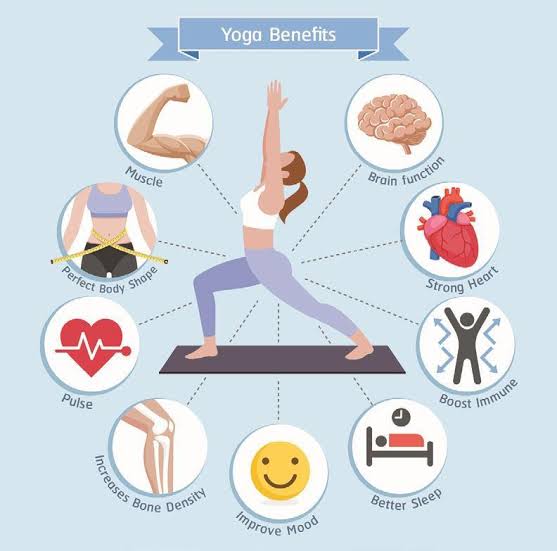 Yoga Benefits
Muscle
Brain function
Perfect Body Shape
Strong Heart
Pulse
Boost Immune
Increases Bone Density
Improve Mood
Better Sleep